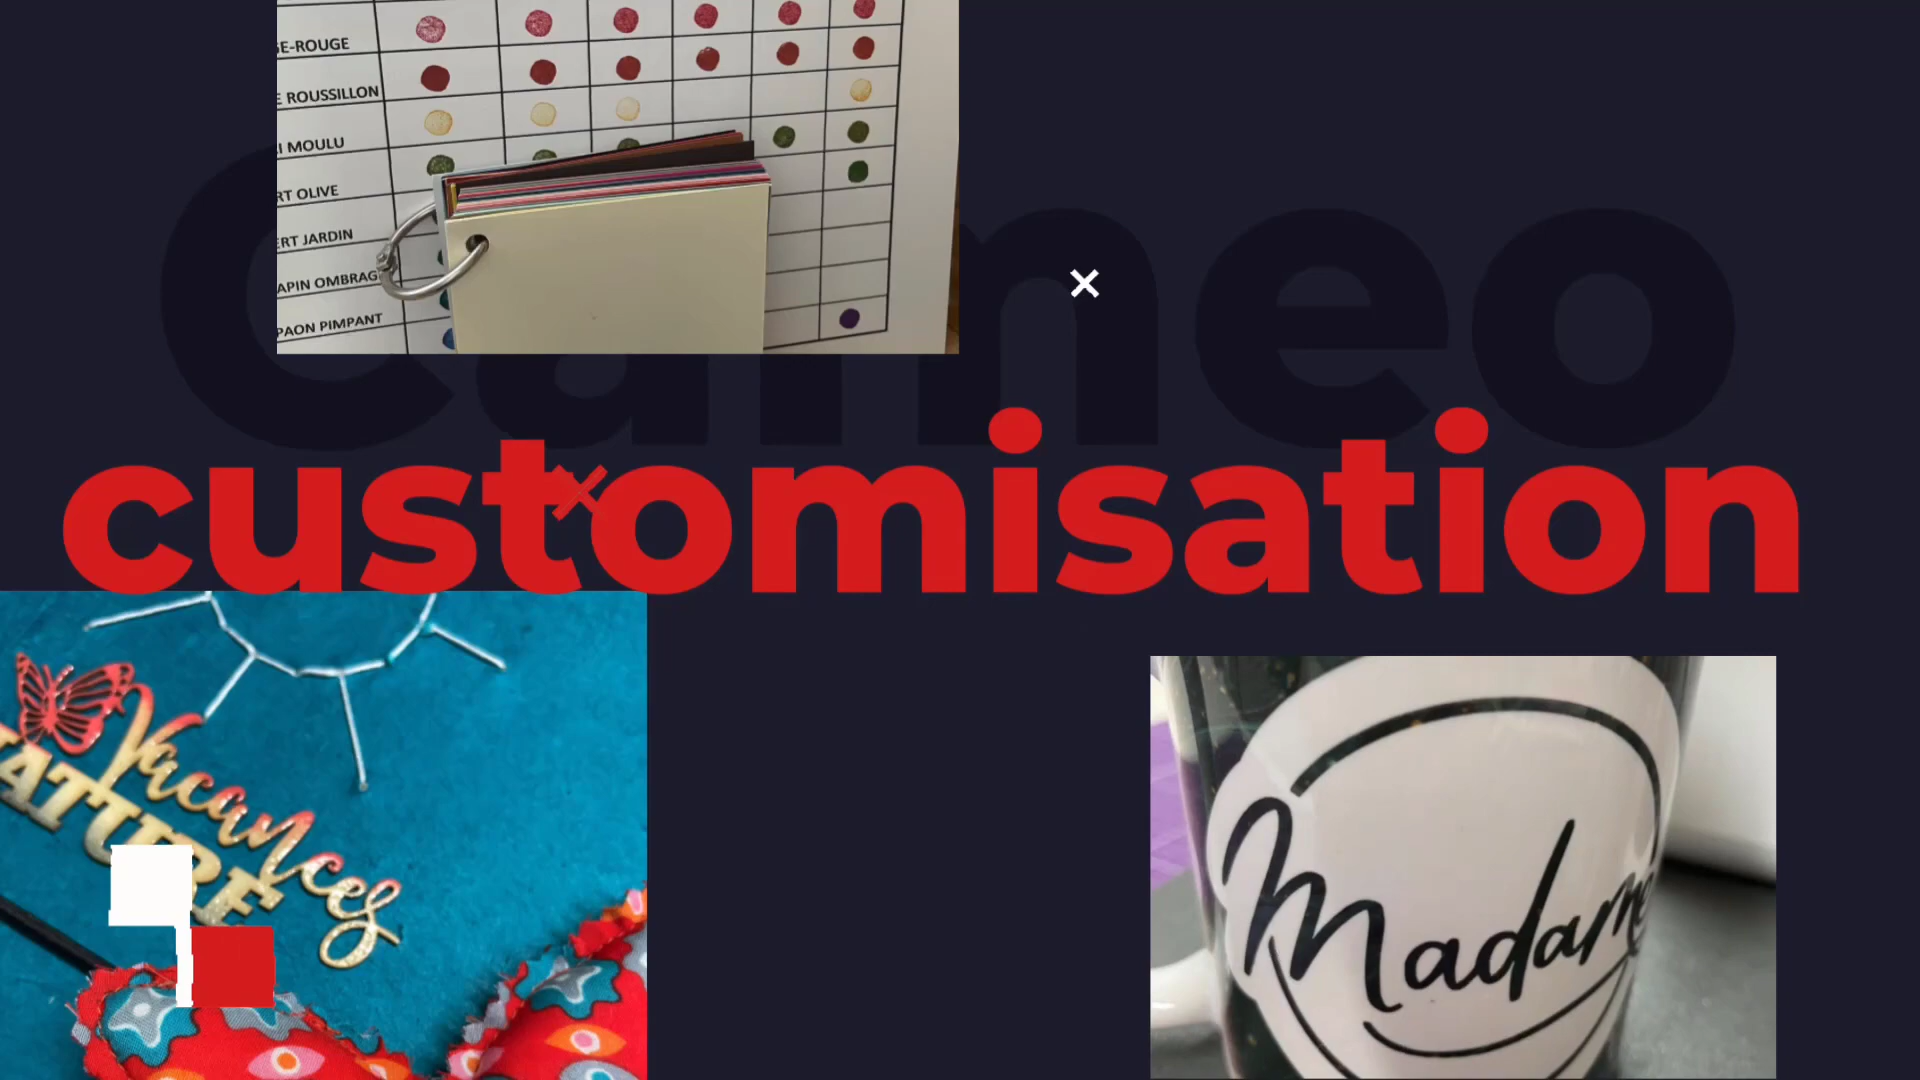 E-ROUGE
E ROUSSILLON
I MOULU
RT OLIVE
ERT JARDIN
APIN OMBRAG
PAON PIMPANT
Cameo
customisation
Vacances
NATURE
Madame